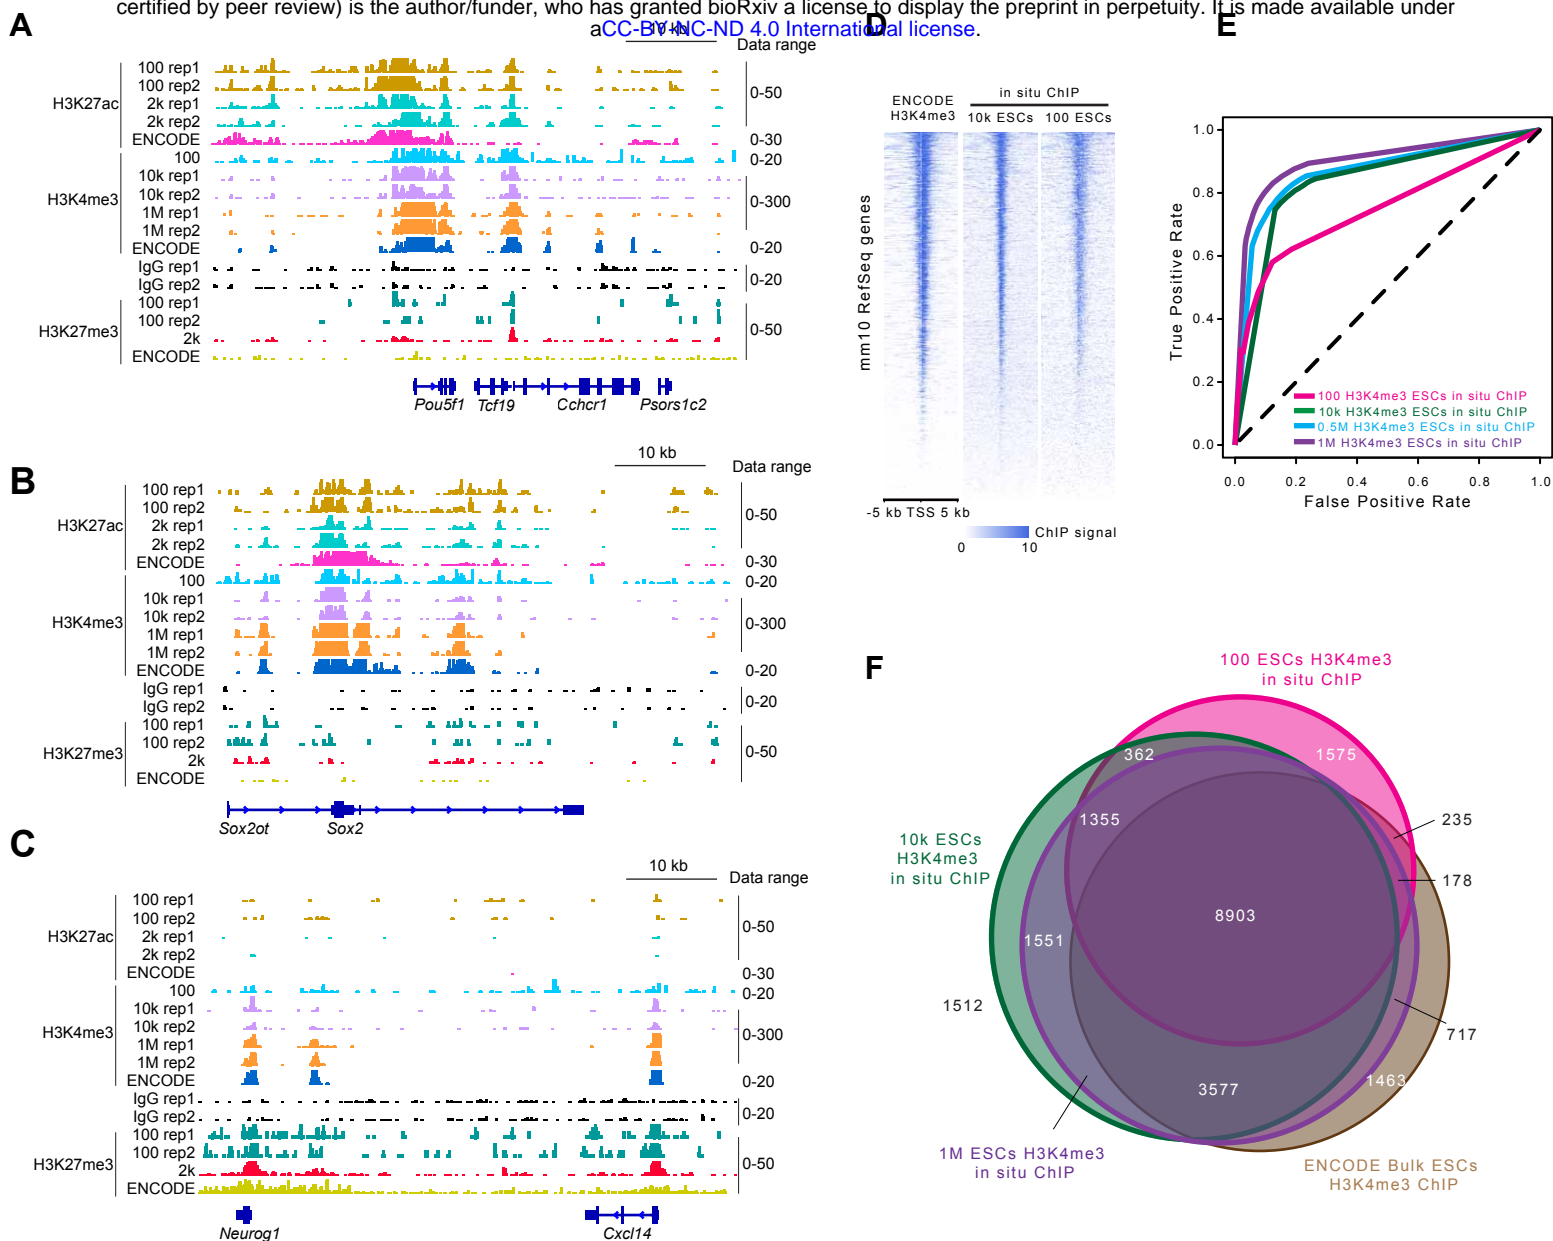 certified by peer review) is the author/funder, who has granted bioRxiv a license to display the preprint in perpetuity. It is made available under
aCC-BY-NC-ND 4.0 International license.
A
10 kb
Data range
H3K27ac
100 rep1
100 rep2
2k rep1
2k rep2
ENCODE
0-50
0-30
H3K4me3
100
10k rep1
10k rep2
1M rep1
1M rep2
ENCODE
0-20
0-300
0-20
IgG rep1
IgG rep2
0-20
H3K27me3
100 rep1
100 rep2
2k
ENCODE
0-50
Pou5f1
Tcf19
Cchcr1
Psors1c2
B
10 kb
Data range
H3K27ac
100 rep1
100 rep2
2k rep1
2k rep2
ENCODE
0-50
0-30
H3K4me3
100
10k rep1
10k rep2
1M rep1
1M rep2
ENCODE
0-20
0-300
0-20
IgG rep1
IgG rep2
0-20
H3K27me3
100 rep1
100 rep2
2k
ENCODE
0-50
Sox2ot
Sox2
C
10 kb
Data range
H3K27ac
100 rep1
100 rep2
2k rep1
2k rep2
ENCODE
0-50
0-30
H3K4me3
100
10k rep1
10k rep2
1M rep1
1M rep2
ENCODE
0-20
0-300
0-20
IgG rep1
IgG rep2
0-20
H3K27me3
100 rep1
100 rep2
2k
ENCODE
0-50
Neurog1
Cxcl14
D
ENCODE
H3K4me3
in situ ChIP
10k ESCs
100 ESCs
mm10 RefSeq genes
-5 kb TSS 5 kb
ChIP signal
0
10
E
True Positive Rate
1.0
0.8
0.6
0.4
0.2
0.0
100 H3K4me3 ESCs in situ ChIP
10k H3K4me3 ESCs in situ ChIP
0.5M H3K4me3 ESCs in situ ChIP
1M H3K4me3 ESCs in situ ChIP
0.0
0.2
0.4
0.6
0.8
1.0
False Positive Rate
F
100 ESCs H3K4me3
in situ ChIP
362
1575
1355
235
10k ESCs
H3K4me3
in situ ChIP
178
8903
1551
1512
717
1463
3577
1M ESCs H3K4me3
in situ ChIP
ENCODE Bulk ESCs
H3K4me3 ChIP